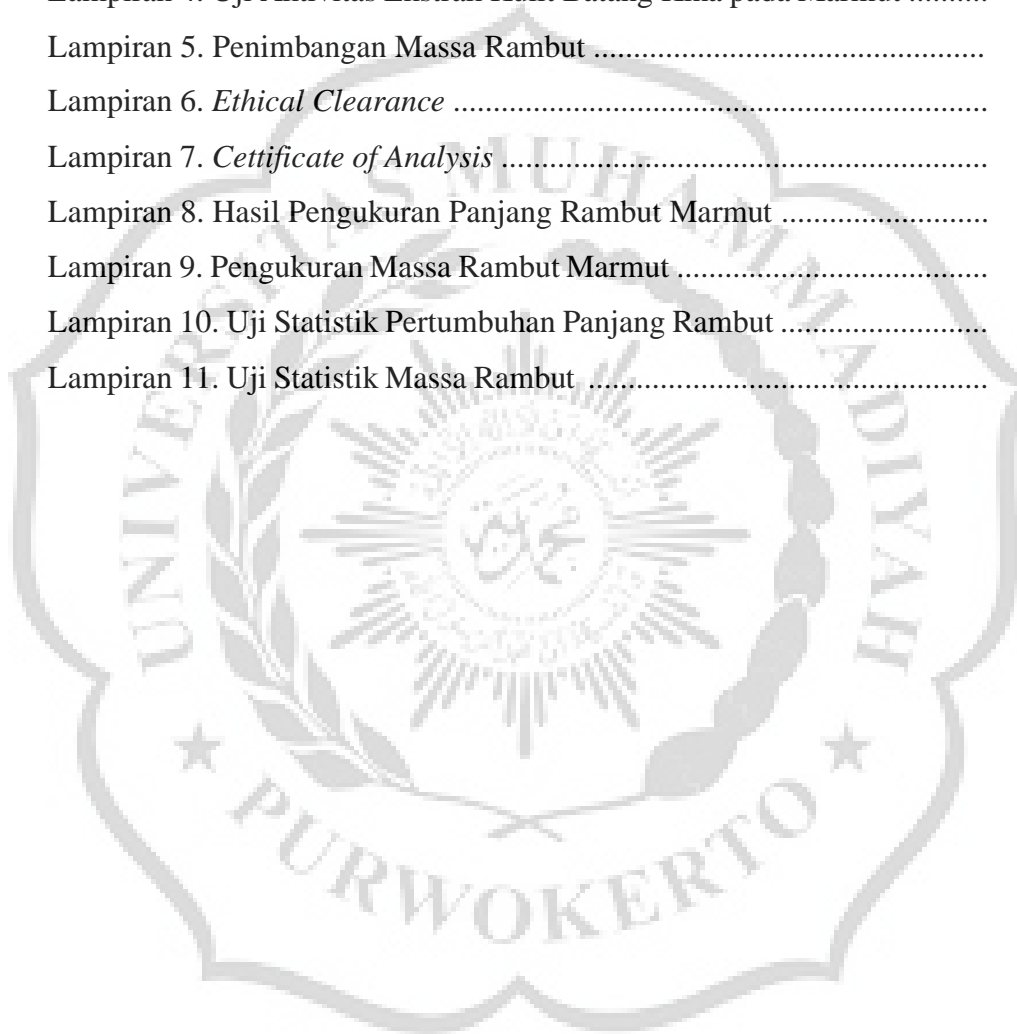 Lampiran 5. Penimbangan Massa Rambut .................................................
Lampiran 6. Ethical Clearance ...................................................................
Lampiran 7. Cettificate of Analysis .............................................................
Lampiran 8. Hasil Pengukuran Panjang Rambut Marmut ..........................
Lampiran 9. Pengukuran Massa Rambut Marmut .......................................
Lampiran 10. Uji Statistik Pertumbuhan Panjang Rambut ..........................
Lampiran 11. Uji Statistik Massa Rambut ..................................................
UNIVERSITAS MUHAMMADIYAH
PURWOKERTO